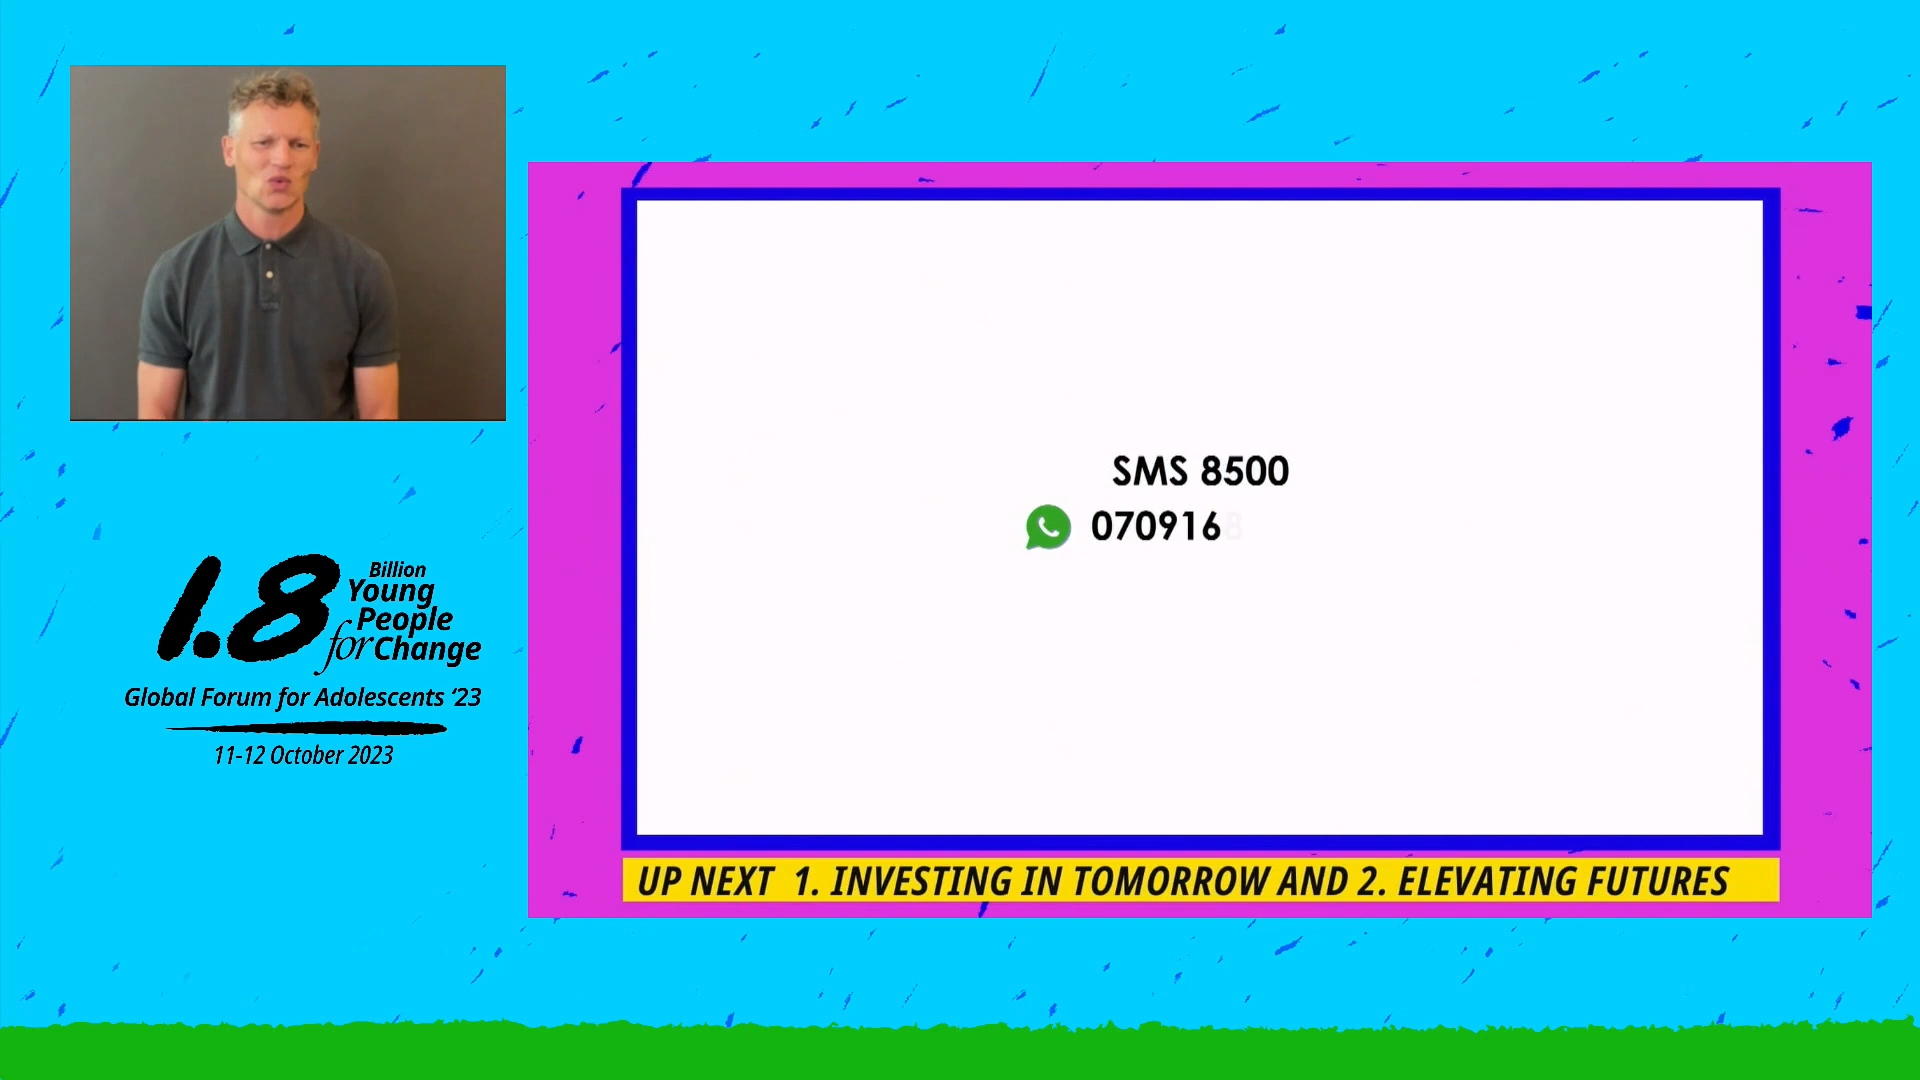 SMS 8500
070916
1.8 Billion
Young
People
for Change
Global Forum for Adolescents ‘23
11-12 October 2023
UP NEXT 1. INVESTING IN TOMORROW AND 2. ELEVATING FUTURES